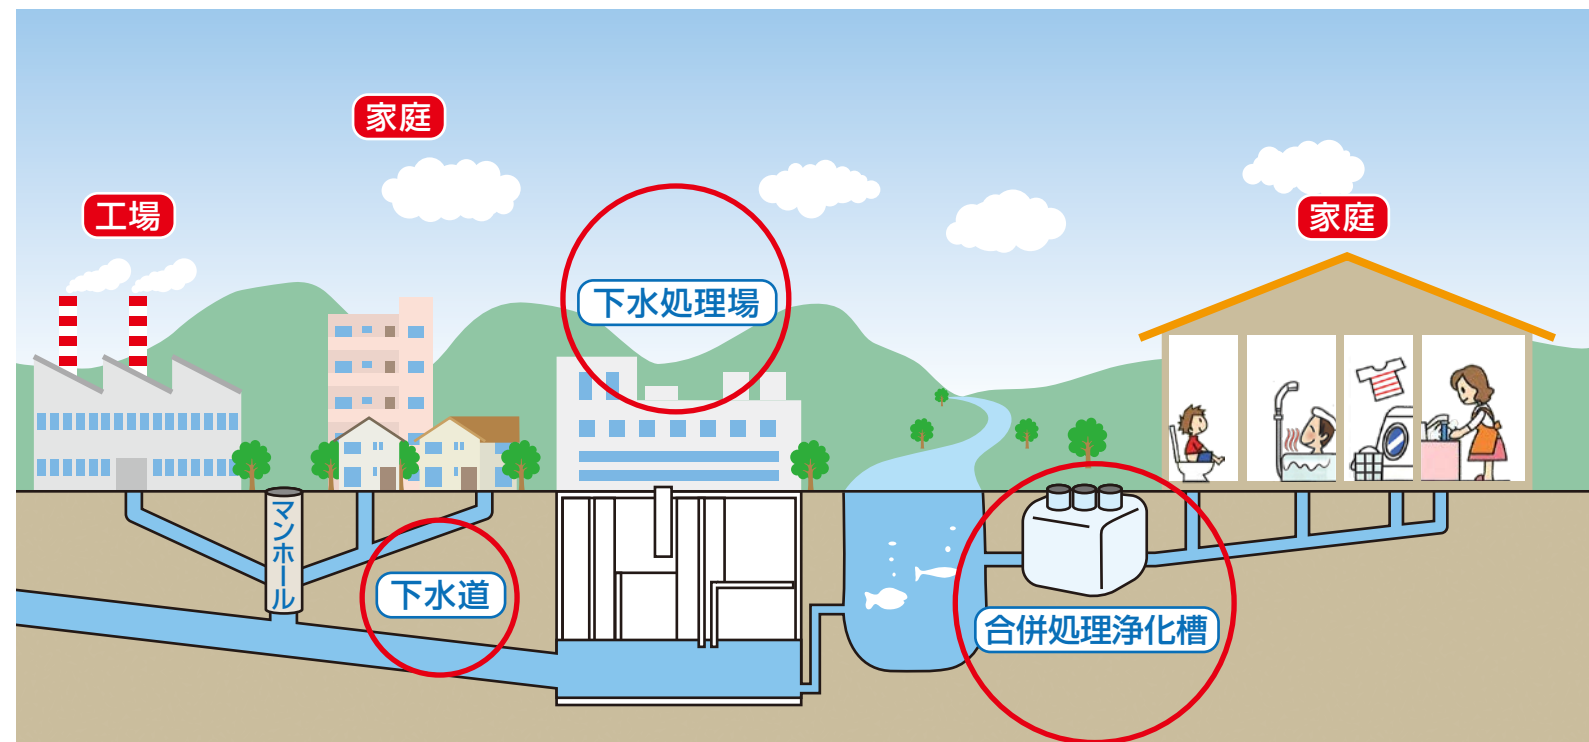 家庭
工場
家庭
下水処理場
マンホール
下水道
合併処理浄化槽